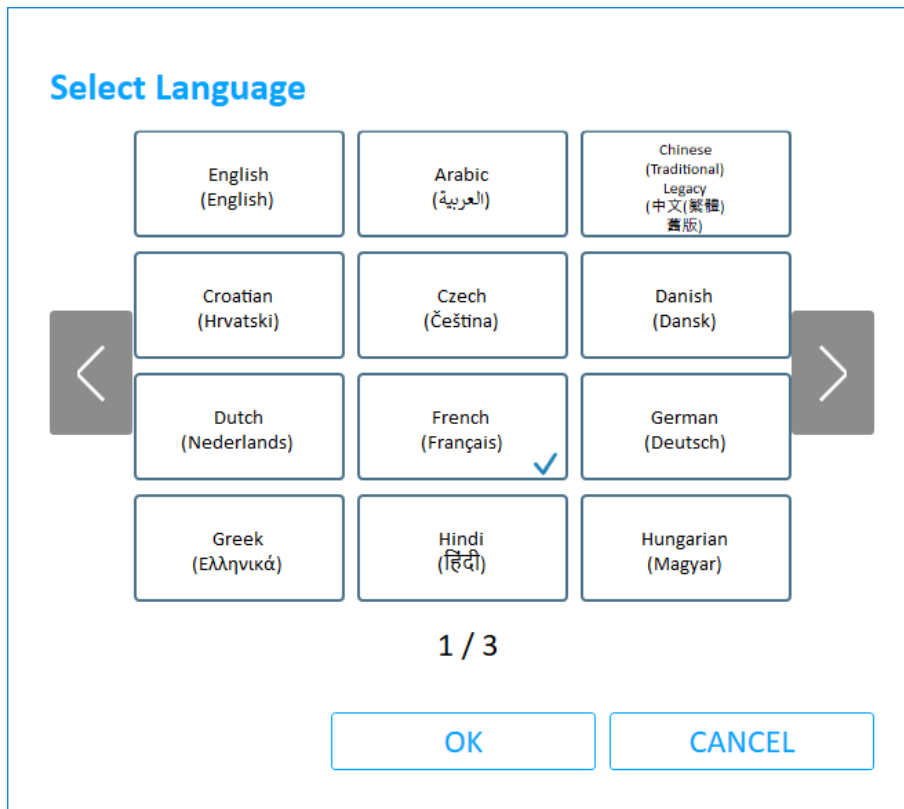 Select Language
English
(English)
Arabic
(العربية)
Chinese
(Traditional)
Legacy
(中文(繁體)
舊版)
Croatian
(Hrvatski)
Czech
(Čeština)
Danish
(Dansk)
Dutch
(Nederlands)
French
(Français)
German
(Deutsch)
Greek
(Ελληνικά)
Hindi
(हिंदी)
Hungarian
(Magyar)
1 / 3
OK
CANCEL